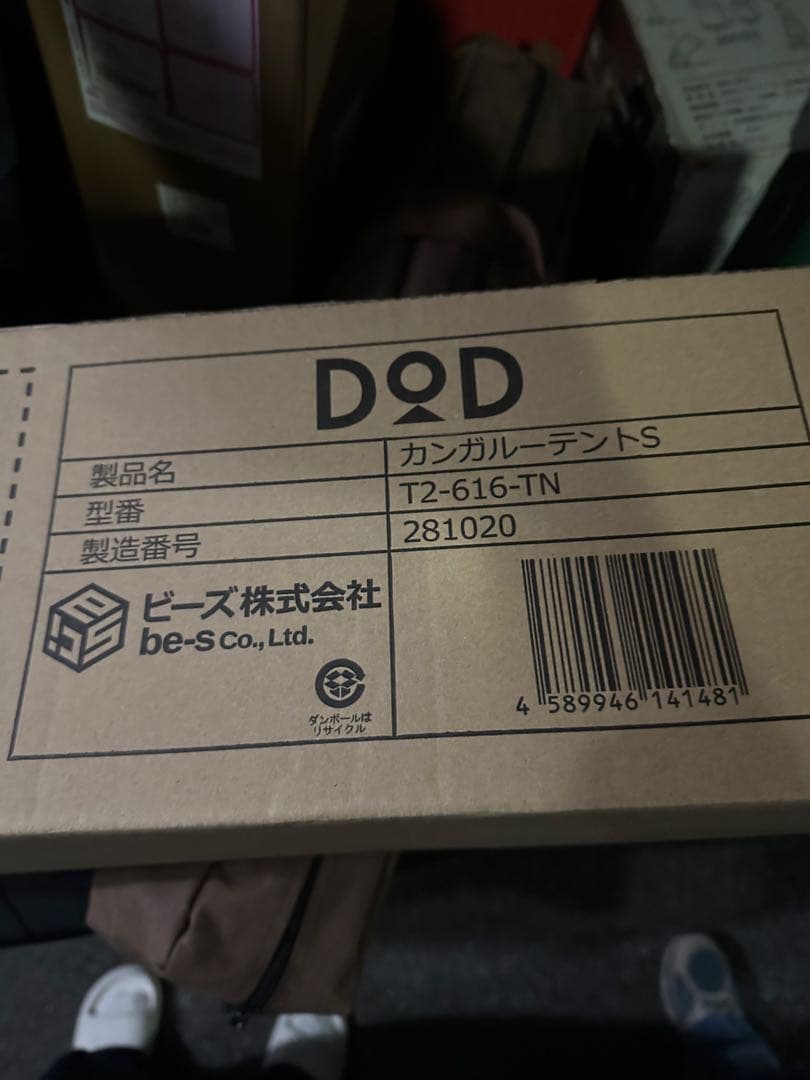 DOD
製品名 カンガルーテントS
型番 T2-616-TN
製造番号 281020
ビーズ株式会社
be-s Co., Ltd.
ダンボールは
リサイクル
4 589946 141481